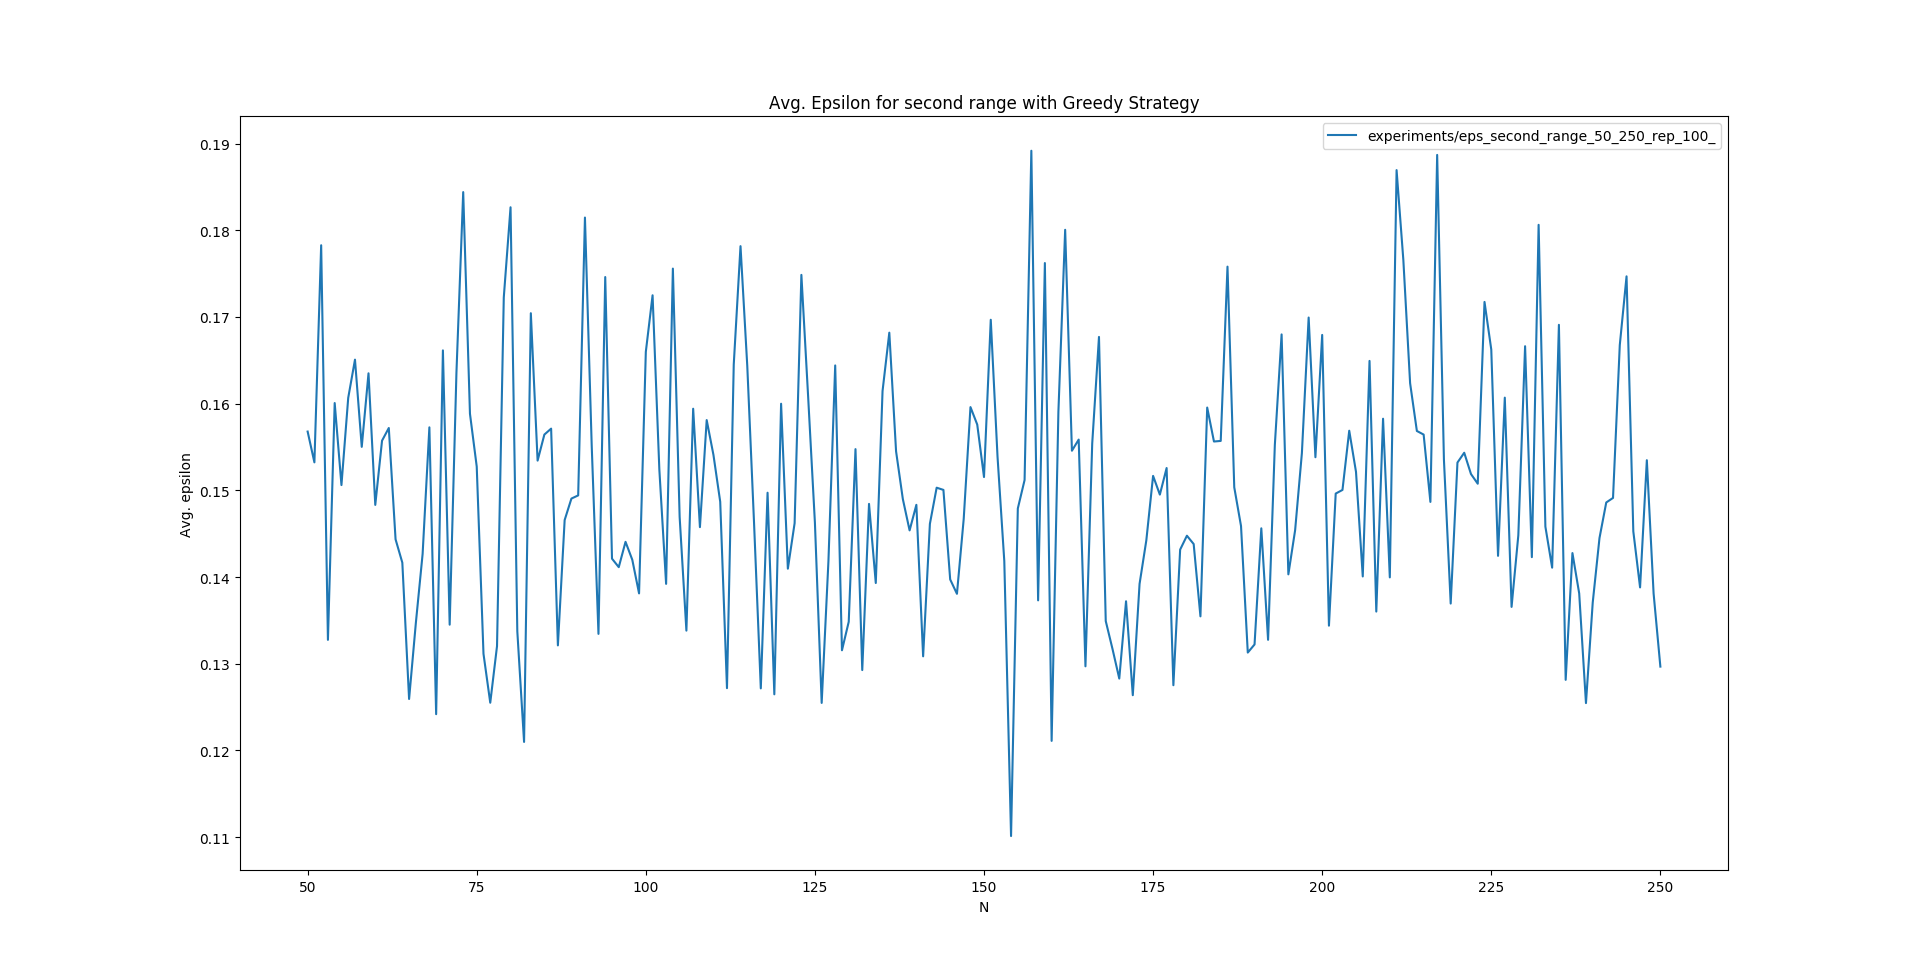 Avg. Epsilon for second range with Greedy Strategy
experiments/eps_second_range_50_250_rep_100_
0.19
0.18
0.17
0.16
0.15
0.14
0.13
0.12
0.11
Avg. epsilon
50 75 100 125 150 175 200 225 250
N